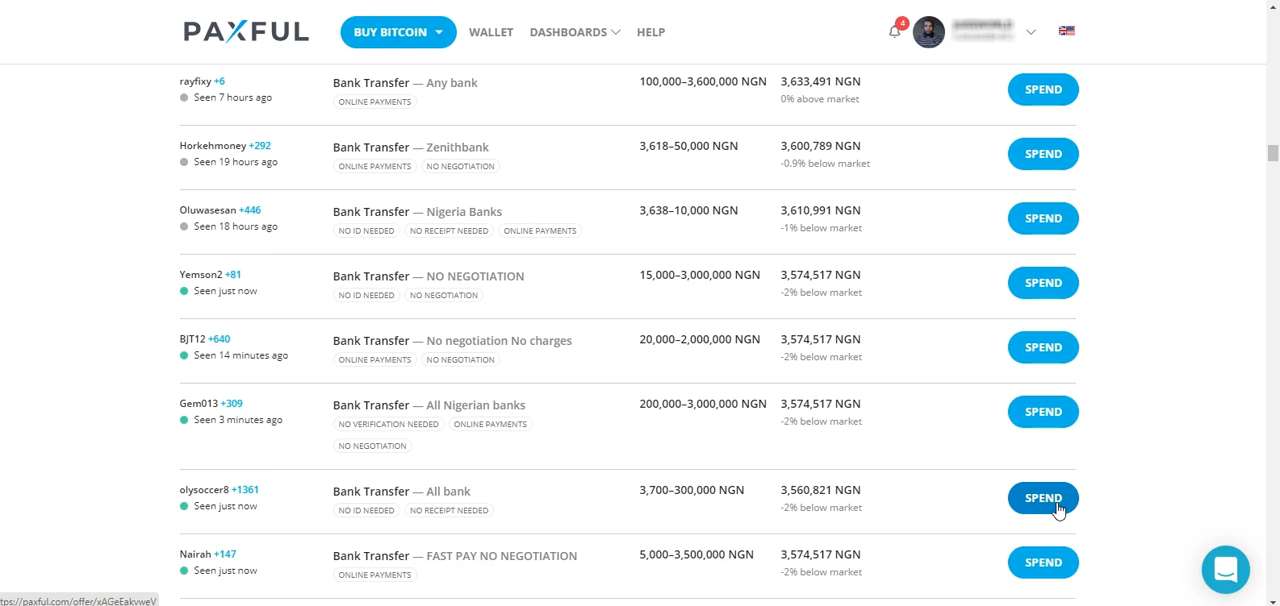 PAXFUL BUY BITCOIN WALLET DASHBOARDS HELP 4
rayfixy +6 Bank Transfer — Any bank 100,000–3,600,000 NGN 3,633,491 NGN SPEND
Seen 7 hours ago ONLINE PAYMENTS 0% above market
Horkehmoney +292 Bank Transfer — Zenithbank 3,618–50,000 NGN 3,600,789 NGN SPEND
Seen 19 hours ago ONLINE PAYMENTS NO NEGOTIATION -0.9% below market
Oluwasesan +446 Bank Transfer — Nigeria Banks 3,638–10,000 NGN 3,610,991 NGN SPEND
Seen 18 hours ago NO ID NEEDED NO RECEIPT NEEDED ONLINE PAYMENTS -1% below market
Yemson2 +81 Bank Transfer — NO NEGOTIATION 15,000–3,000,000 NGN 3,574,517 NGN SPEND
Seen just now NO ID NEEDED NO NEGOTIATION -2% below market
BJT12 +640 Bank Transfer — No negotiation No charges 20,000–2,000,000 NGN 3,574,517 NGN SPEND
Seen 14 minutes ago ONLINE PAYMENTS NO NEGOTIATION -2% below market
Gem013 +309 Bank Transfer — All Nigerian banks 200,000–3,000,000 NGN 3,574,517 NGN SPEND
Seen 3 minutes ago NO VERIFICATION NEEDED ONLINE PAYMENTS -2% below market
NO NEGOTIATION
olysoccer8 +1361 Bank Transfer — All bank 3,700–300,000 NGN 3,560,821 NGN SPEND
Seen just now NO ID NEEDED NO RECEIPT NEEDED -2% below market
Nairah +147 Bank Transfer — FAST PAY NO NEGOTIATION 5,000–3,500,000 NGN 3,574,517 NGN SPEND
Seen just now ONLINE PAYMENTS -2% below market
tps://paxful.com/offer/xAGeEakvweV